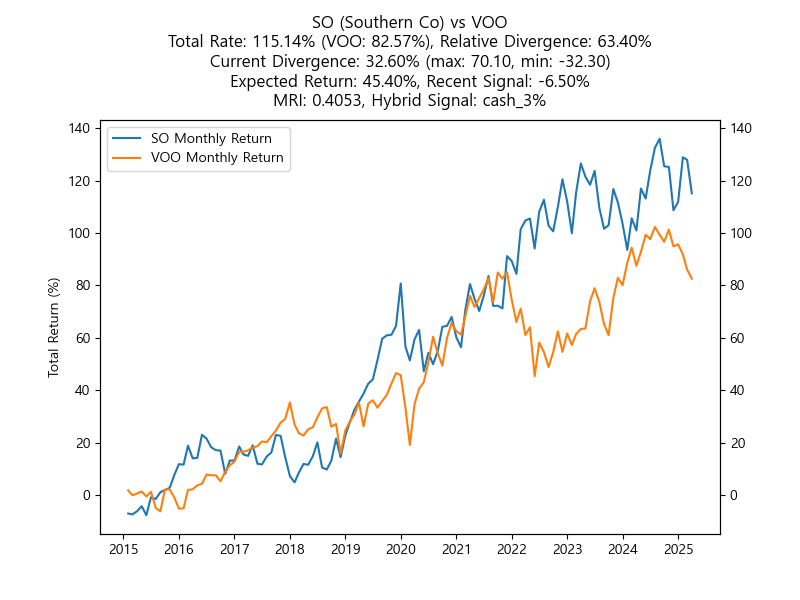 SO (Southern Co) vs VOO
Total Rate: 115.14% (VOO: 82.57%), Relative Divergence: 63.40%
Current Divergence: 32.60% (max: 70.10, min: -32.30)
Expected Return: 45.40%, Recent Signal: -6.50%
MRI: 0.4053, Hybrid Signal: cash_3%
SO Monthly Return
VOO Monthly Return
Total Return (%)
140
120
100
80
60
40
20
0
140
120
100
80
60
40
20
0
2015 2016 2017 2018 2019 2020 2021 2022 2023 2024 2025